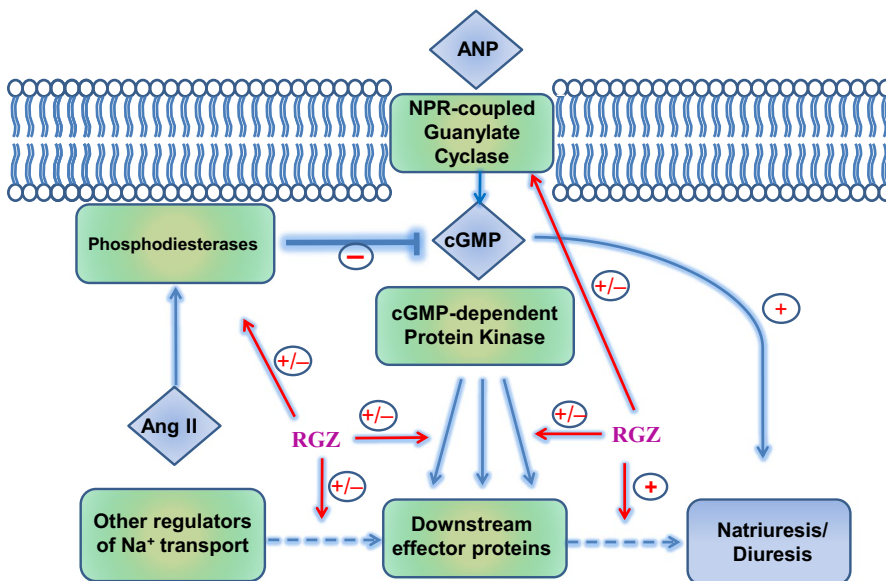 ANP
NPR-coupled
Guanylate
Cyclase
Phosphodiesterases
−
cGMP
+/−
+
cGMP-dependent
Protein Kinase
+/−
Ang II
RGZ
+/−
+/−
RGZ
+/−
+
Other regulators
of Na⁺ transport
Downstream
effector proteins
Natriuresis/
Diuresis